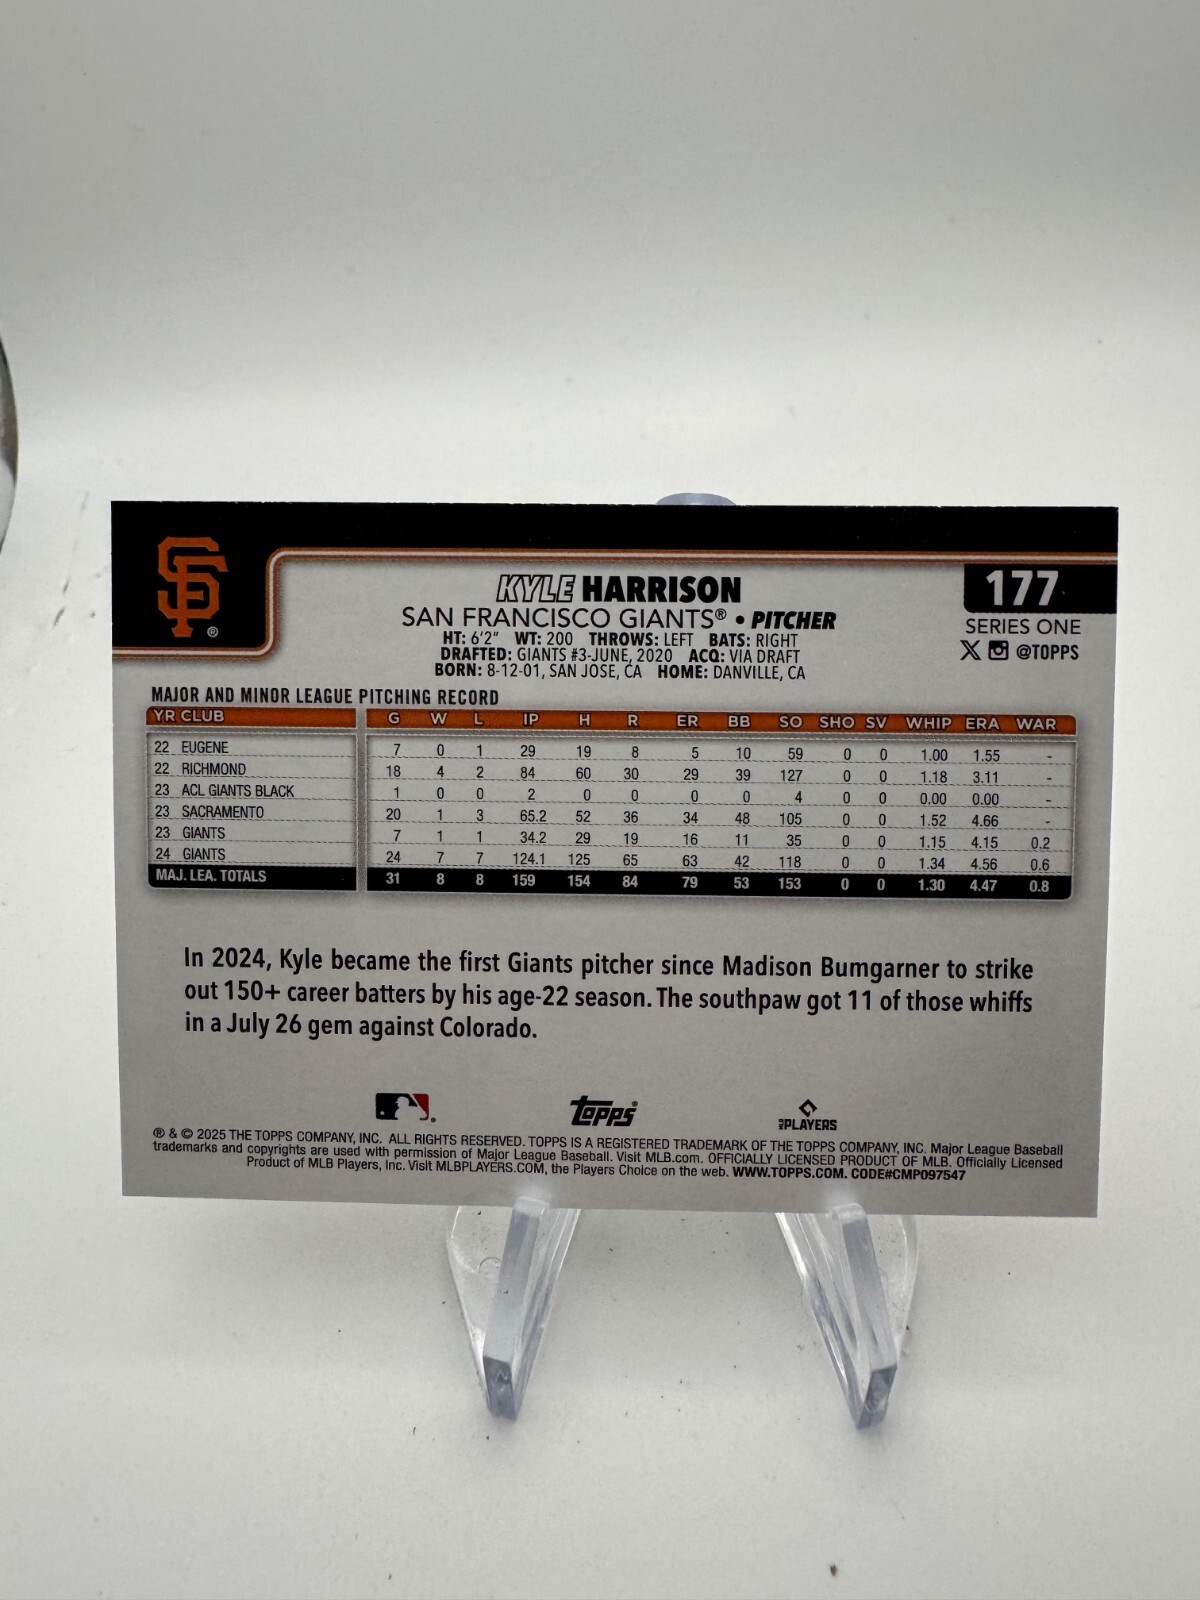 SF ®
KYLE HARRISON
177
SAN FRANCISCO GIANTS® • PITCHER
SERIES ONE
HT: 6'2" WT: 200 THROWS: LEFT BATS: RIGHT
@TOPPS
DRAFTED: GIANTS #3-JUNE, 2020 ACQ: VIA DRAFT
BORN: 8-12-01, SAN JOSE, CA HOME: DANVILLE, CA
MAJOR AND MINOR LEAGUE PITCHING RECORD
YR CLUB G W L IP H R ER BB SO SHO SV WHIP ERA WAR
22 EUGENE 7 0 1 29 19 8 5 10 59 0 0 1.00 1.55 -
22 RICHMOND 18 4 2 84 60 30 29 39 127 0 0 1.18 3.11 -
23 ACL GIANTS BLACK 1 0 0 2 0 0 0 0 4 0 0 0.00 0.00 -
23 SACRAMENTO 20 1 3 65.2 52 36 34 48 105 0 0 1.52 4.66 -
23 GIANTS 7 1 1 34.2 29 19 16 11 35 0 0 1.15 4.15 0.2
24 GIANTS 24 7 7 124.1 125 65 63 42 118 0 0 1.34 4.56 0.6
MAJ. LEA. TOTALS 31 8 8 159 154 84 79 53 153 0 0 1.30 4.47 0.8
In 2024, Kyle became the first Giants pitcher since Madison Bumgarner to strike
out 150+ career batters by his age-22 season. The southpaw got 11 of those whiffs
in a July 26 gem against Colorado.
Topps®
PLAYERS
® & © 2025 THE TOPPS COMPANY, INC. ALL RIGHTS RESERVED. TOPPS IS A REGISTERED TRADEMARK OF THE TOPPS COMPANY, INC. Major League Baseball
trademarks and copyrights are used with permission of Major League Baseball. Visit MLB.com. OFFICIALLY LICENSED PRODUCT OF MLB. Officially Licensed
Product of MLB Players, Inc. Visit MLBPLAYERS.COM, the Players Choice on the web. WWW.TOPPS.COM. CODE#CMP097547